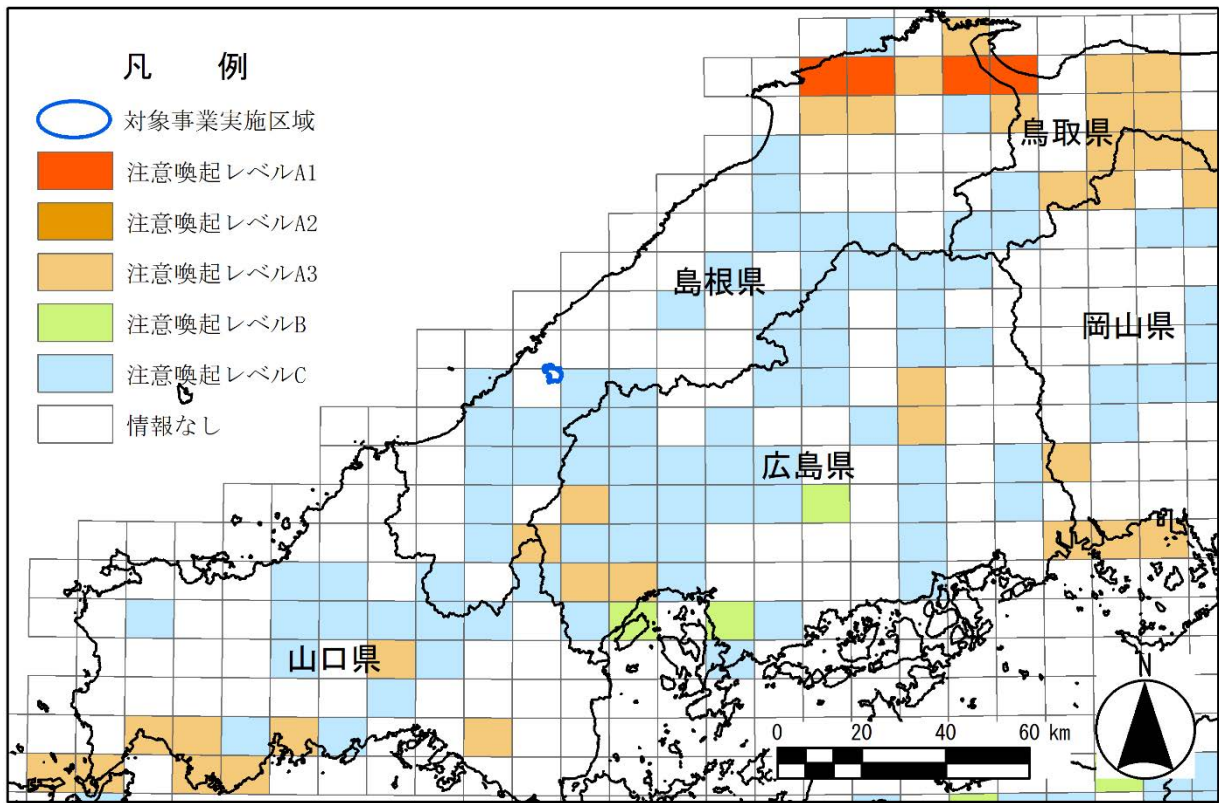 凡　例
対象事業実施区域
注意喚起レベルA1
注意喚起レベルA2
注意喚起レベルA3
注意喚起レベルB
注意喚起レベルC
情報なし
鳥取県
島根県
岡山県
広島県
山口県
N
0 20 40 60 km